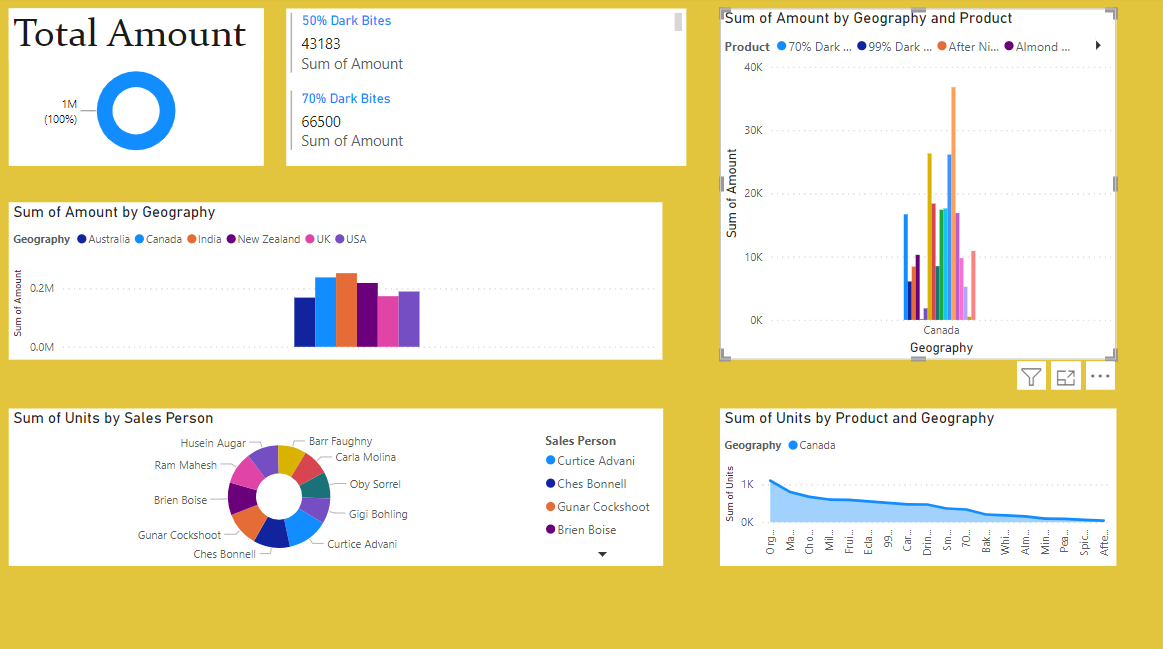 Total Amount
1M
(100%)
50% Dark Bites
43183
Sum of Amount
70% Dark Bites
66500
Sum of Amount
Sum of Amount by Geography and Product
Product 70% Dark ... 99% Dark ... After Ni... Almond ...
Sum of Amount
40K
30K
20K
10K
0K
Canada
Geography
Sum of Amount by Geography
Geography Australia Canada India New Zealand UK USA
Sum of Amount
0.2M
0.0M
Sum of Units by Sales Person
Husein Augar
Barr Faughny
Ram Mahesh
Carla Molina
Brien Boise
Oby Sorrel
Gunar Cockshoot
Gigi Bohling
Ches Bonnell
Curtice Advani
Sales Person
Curtice Advani
Ches Bonnell
Gunar Cockshoot
Brien Boise
Sum of Units by Product and Geography
Geography Canada
Sum of Units
1K
0K
Org...
Ma...
Cho...
Mil...
Frui...
Ecla...
99...
Car...
Drin...
Sm...
70...
Bak...
Whi...
Alm...
Min...
Pea...
Spic...
Afte...